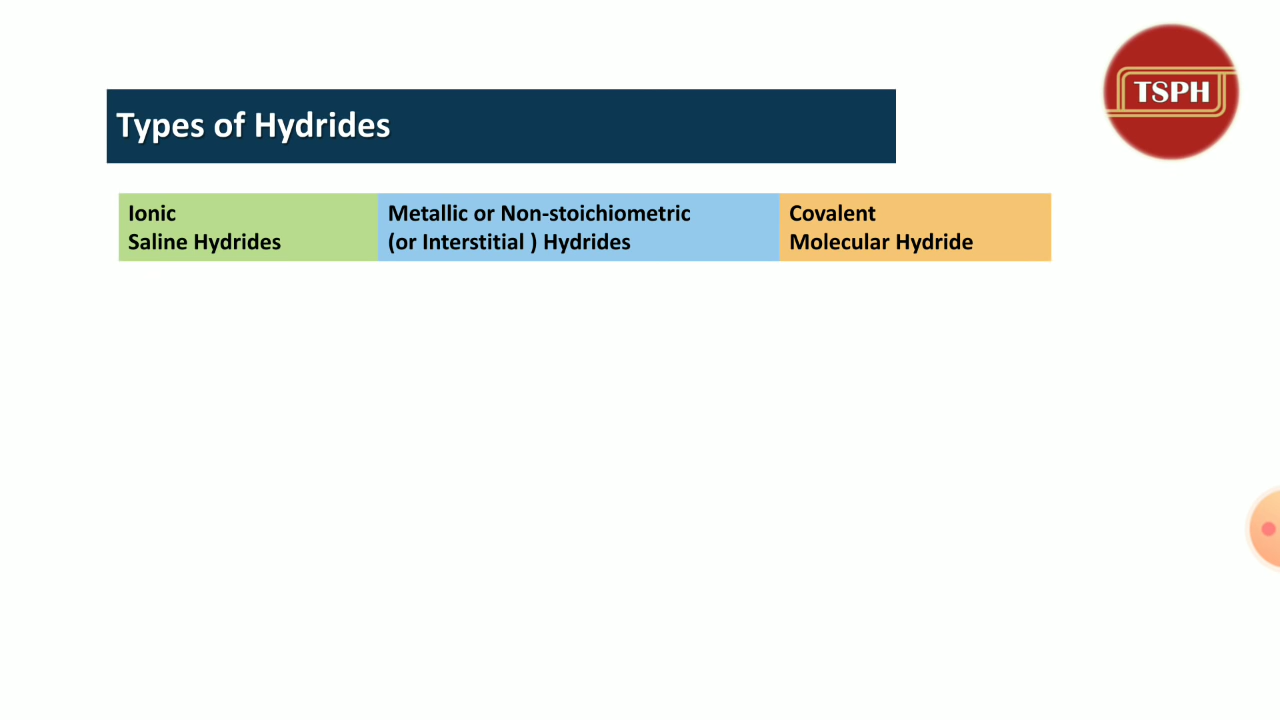 TSPH
Types of Hydrides
Ionic
Saline Hydrides
Metallic or Non-stoichiometric
(or Interstitial ) Hydrides
Covalent
Molecular Hydride